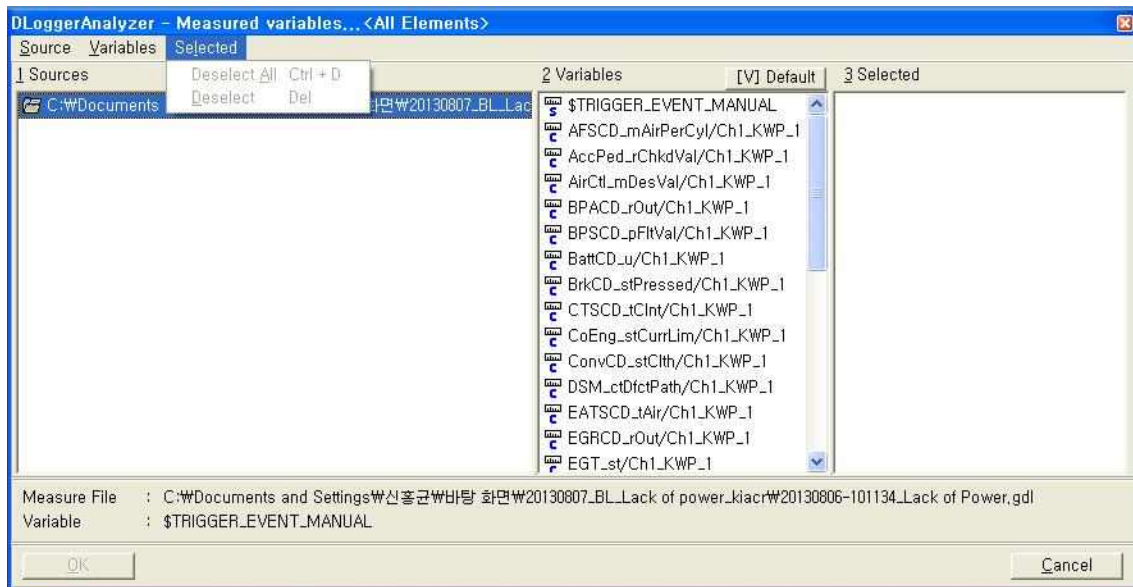 DLoggerAnalyzer - Measured variables...<All Elements>
Source Variables Selected
Deselect All Ctrl + D
Deselect Del
1 Sources
C:₩Documents 화면₩20130807_BL_Lac
2 Variables
[V] Default
$TRIGGER_EVENT_MANUAL
AFSCD_mAirPerCyl/Ch1_KWP_1
AccPed_rChkdVal/Ch1_KWP_1
AirCtl_mDesVal/Ch1_KWP_1
BPACD_rOut/Ch1_KWP_1
BPSCD_pFltVal/Ch1_KWP_1
BattCD_u/Ch1_KWP_1
BrkCD_stPressed/Ch1_KWP_1
CTSCD_tClnt/Ch1_KWP_1
CoEng_stCurrLim/Ch1_KWP_1
ConvCD_stClth/Ch1_KWP_1
DSM_ctDfctPath/Ch1_KWP_1
EATSCD_tAir/Ch1_KWP_1
EGRCD_rOut/Ch1_KWP_1
EGT_st/Ch1_KWP_1
3 Selected
Measure File : C:₩Documents and Settings₩신홍균₩바탕 화면₩20130807_BL_Lack of power_kiacr₩20130806-101134_Lack of Power.gdl
Variable : $TRIGGER_EVENT_MANUAL
OK
Cancel